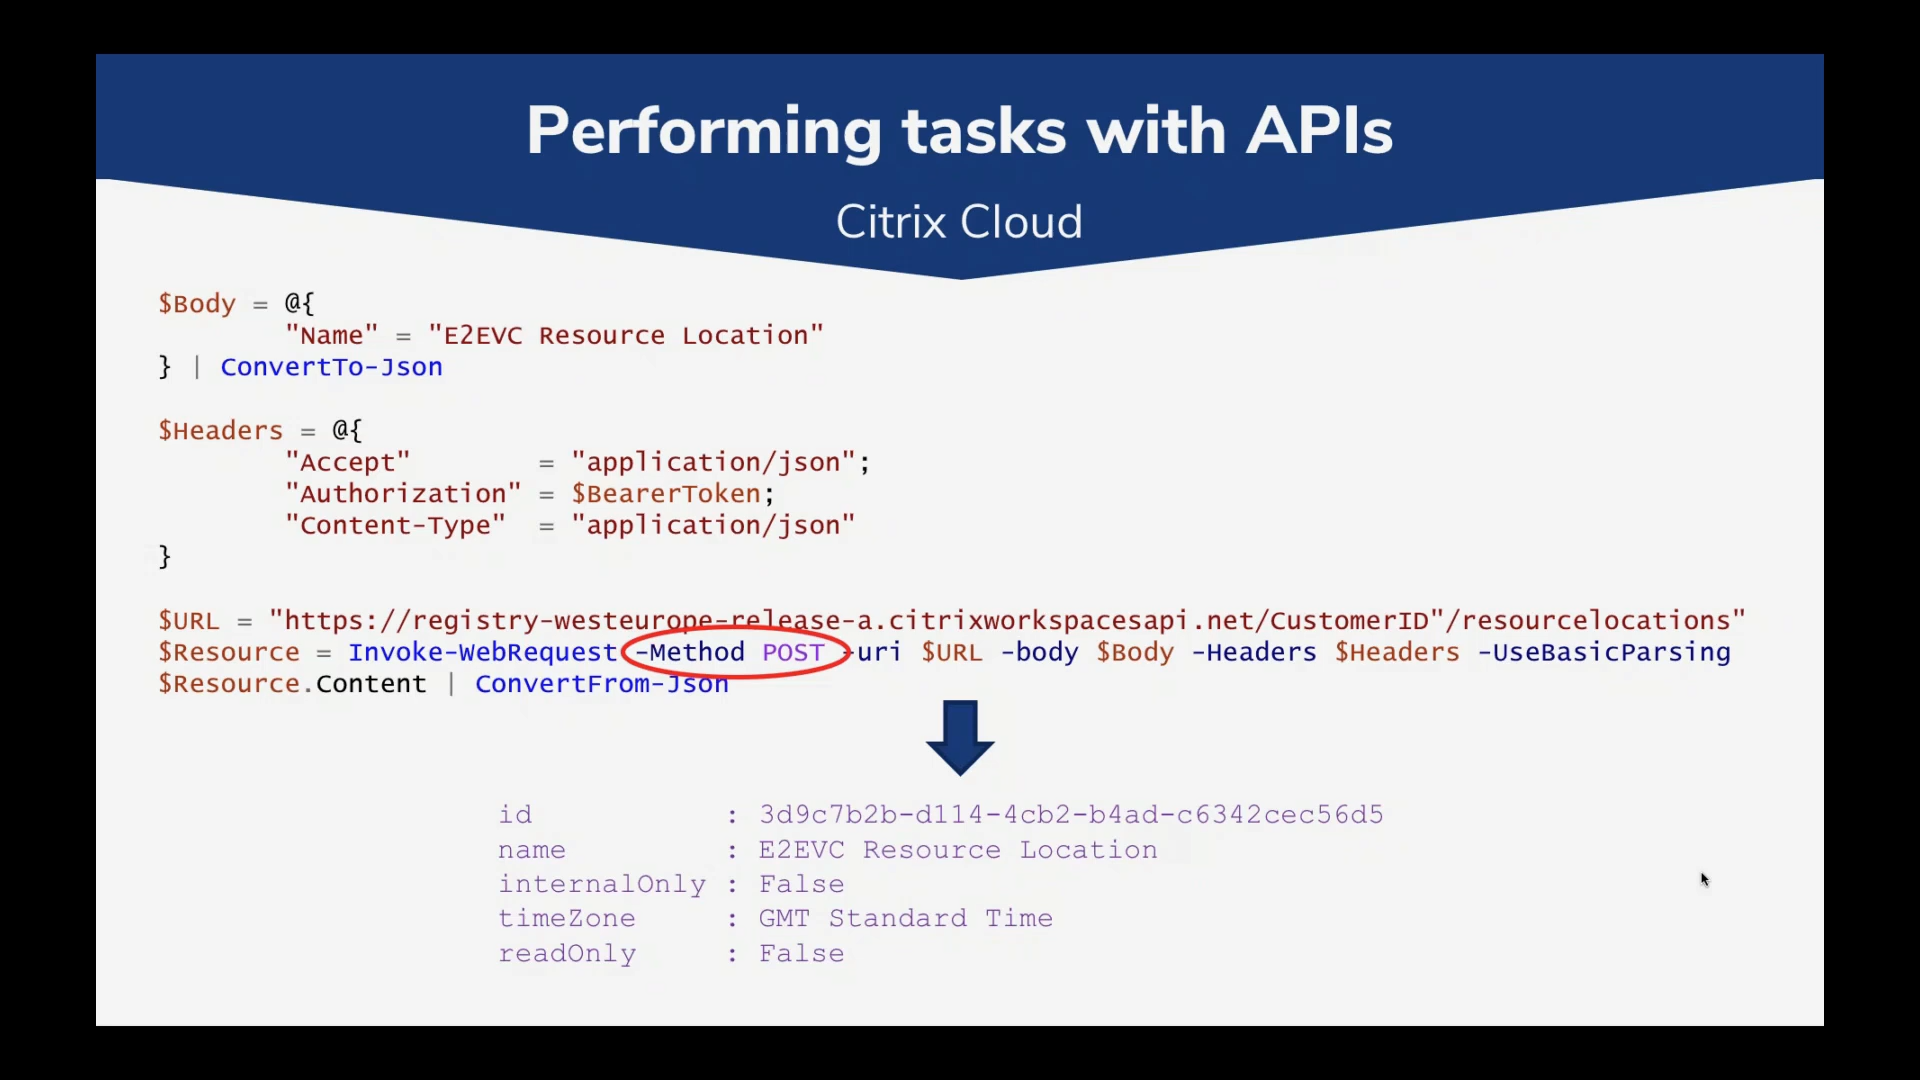 Performing tasks with APIs
Citrix Cloud
$Body = @{
"Name" = "E2EVC Resource Location"
} | ConvertTo-Json
$Headers = @{
"Accept" = "application/json";
"Authorization" = $BearerToken;
"Content-Type" = "application/json"
}
$URL = "https://registry-westeurope-release-a.citrixworkspacesapi.net/CustomerID"/resourcelocations"
$Resource = Invoke-WebRequest -Method POST -uri $URL -body $Body -Headers $Headers -UseBasicParsing
$Resource.Content | ConvertFrom-Json
id : 3d9c7b2b-d114-4cb2-b4ad-c6342cec56d5
name : E2EVC Resource Location
internalOnly : False
timeZone : GMT Standard Time
readOnly : False